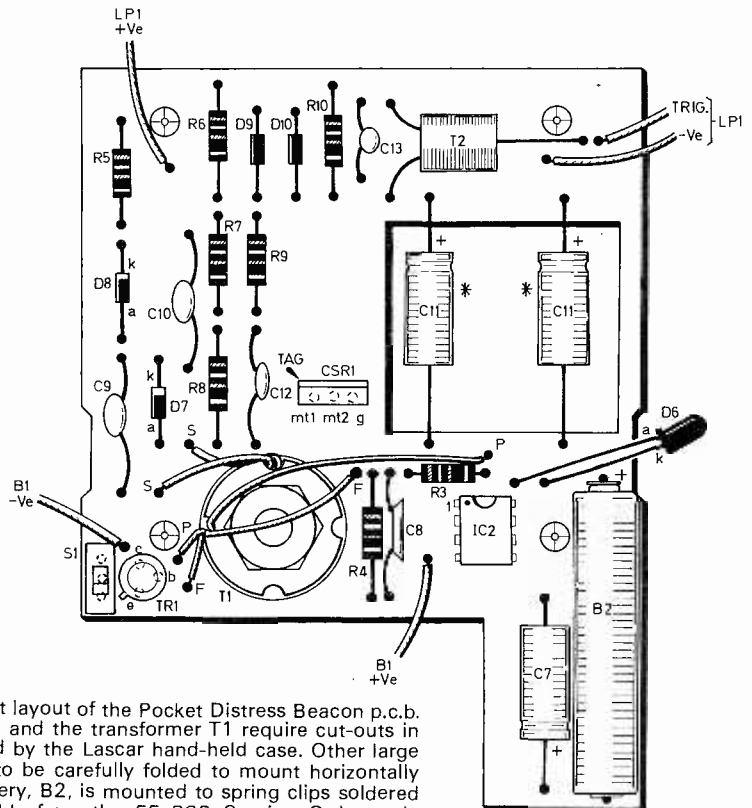 LP1
+Ve
R10
TRIG.
LP1
-Ve
R6
D9
D10
T2
C13
R5
R7
R9
k
D8
a
C10
+
+
C11
*
*
C11
TAG
CSR1
C9
k
D7
a
R8
C12
mt1 mt2 g
D6
a
k
S
P
S
F
R3
+
B1
-Ve
1
IC2
P
C8
S1
c
b
e
TR1
F
T1
R4
B2
B1
+Ve
C7
+
t layout of the Pocket Distress Beacon p.c.b.
and the transformer T1 require cut-outs in
d by the Lascar hand-held case. Other large
to be carefully folded to mount horizontally
ery, B2, is mounted to spring clips soldered